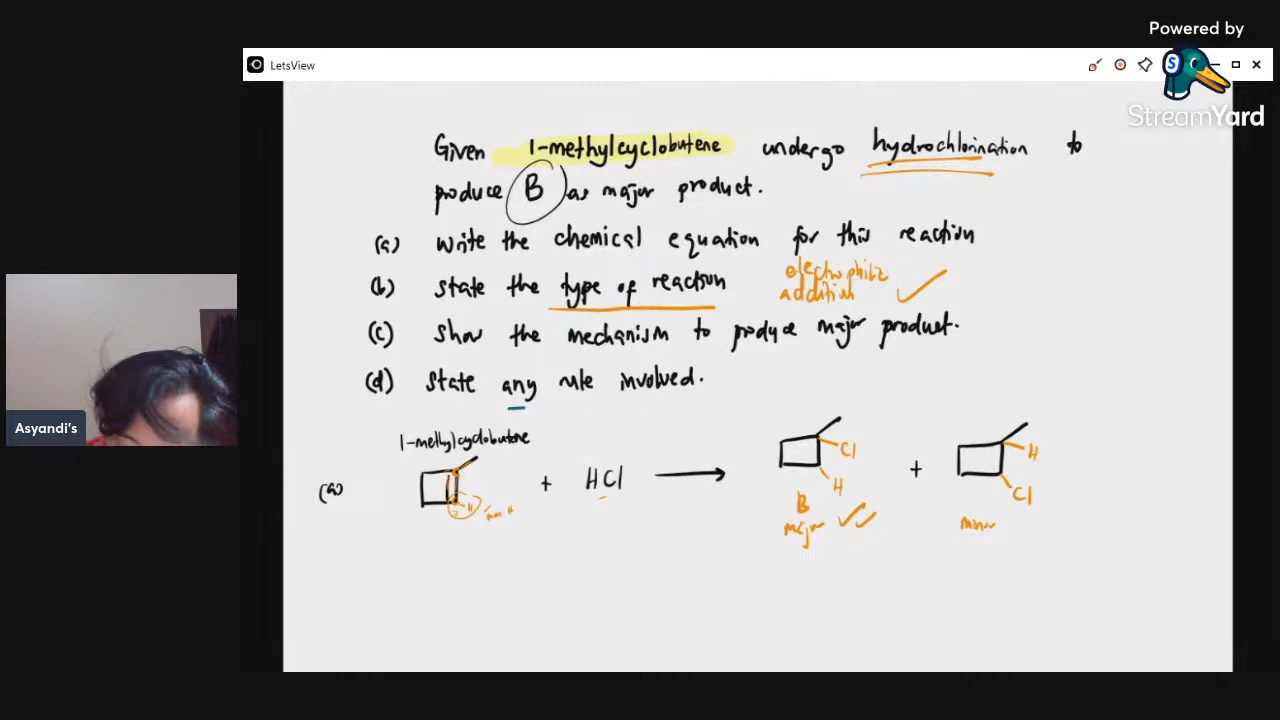 Powered by
LetsView
StreamYard
Given 1-methylcyclobutene undergo hydrochlorination to
produce B as major product.
(a) Write the chemical equation for this reaction
(b) State the type of reaction
electrophilic
addition
(c) Show the mechanism to produce major product.
(d) State any rule involved.
Asyandi's
1-methylcyclobutene
(a) + HCl + 
Cl
H
H
Cl
H
B
major
minor